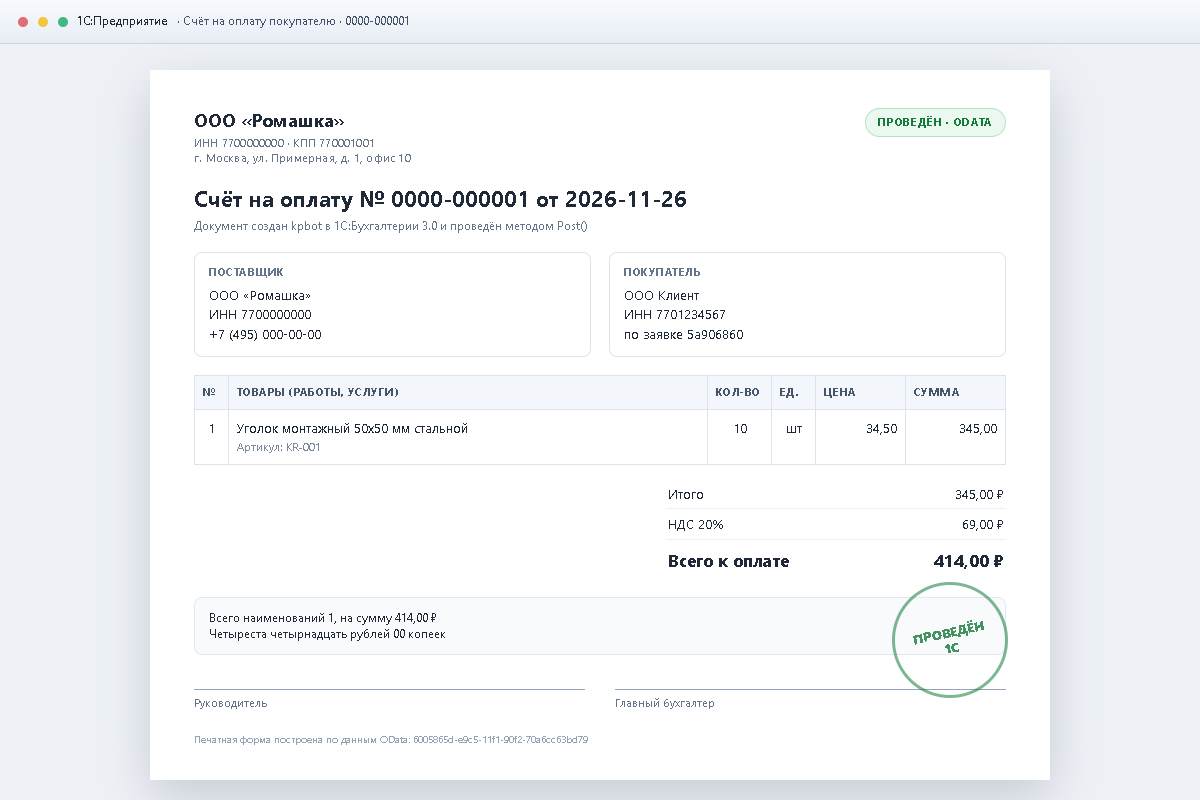 1С:Предприятие · Счёт на оплату покупателю · 0000-000001
ООО «Ромашка»
ПРОВЕДЁН · ODATA
ИНН 7700000000 · КПП 770001001
г. Москва, ул. Примерная, д. 1, офис 10
Счёт на оплату № 0000-000001 от 2026-11-26
Документ создан kpbot в 1С:Бухгалтерии 3.0 и проведён методом Post()
ПОСТАВЩИК
ООО «Ромашка»
ИНН 7700000000
+7 (495) 000-00-00
ПОКУПАТЕЛЬ
ООО Клиент
ИНН 7701234567
по заявке 5a906860
№ ТОВАРЫ (РАБОТЫ, УСЛУГИ) КОЛ-ВО ЕД. ЦЕНА СУММА
1 Уголок монтажный 50x50 мм стальной 10 шт 34,50 345,00
Артикул: KR-001
Итого 345,00 ₽
НДС 20% 69,00 ₽
Всего к оплате 414,00 ₽
Всего наименований 1, на сумму 414,00 ₽
Четыреста четырнадцать рублей 00 копеек
ПРОВЕДЁН
1С
Руководитель
Главный бухгалтер
Печатная форма построена по данным OData: 6005865d-e9c5-11f1-90f2-70a6cc63bd79